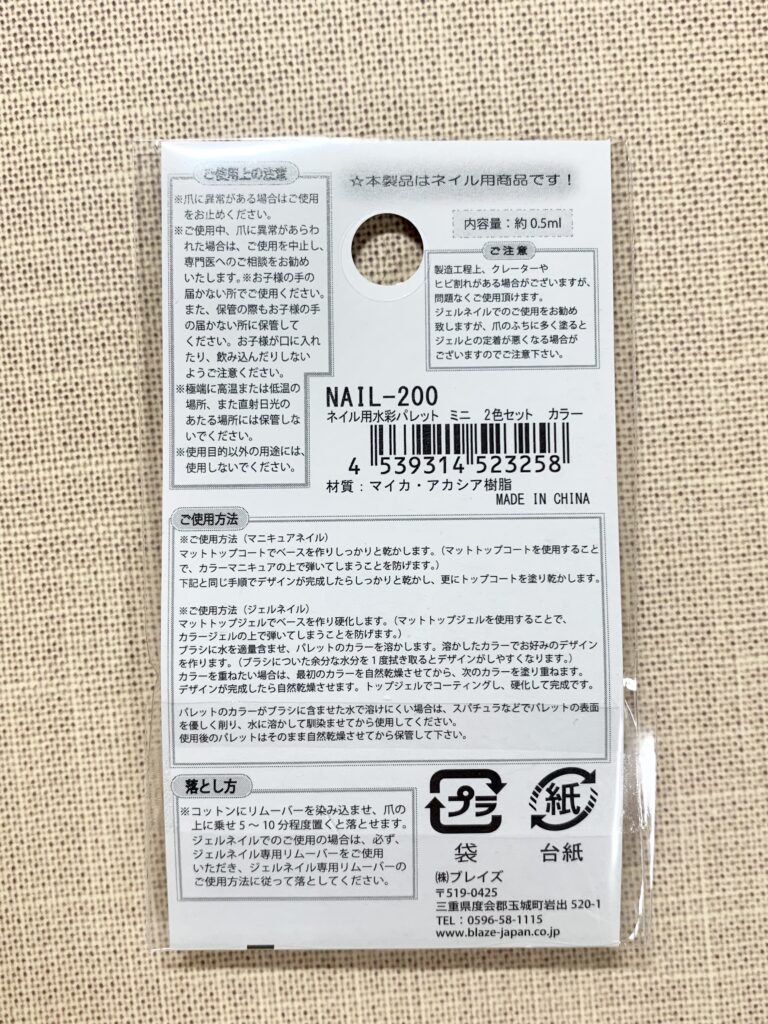 ご使用上の注意
※爪に異常がある場合はご使用
をお止めください。
※ご使用中、爪に異常があらわ
れた場合は、ご使用を中止し、
専門医へのご相談をお勧め
いたします。※お子様の手の
届かない所でご使用ください。
また、保管の際もお子様の手
の届かない所に保管して
ください。お子様が口に入れ
たり、飲み込んだりしない
ようご注意ください。
※極端に高温または低温の
場所、また直射日光の
あたる場所には保管しな
いでください。
※使用目的以外の用途には、
使用しないでください。
☆本製品はネイル用商品です！
内容量：約 0.5ml
ご注意
製造工程上、クレーターや
ヒビ割れがある場合がございますが、
問題なくご使用頂けます。
ジェルネイルでのご使用をお勧め
致しますが、爪のふちに多く塗ると
ジェルとの定着が悪くなる場合が
ございますのでご注意下さい。
NAIL-200
ネイル用水彩パレット ミニ 2色セット カラー
4 539314 523258
材質：マイカ・アカシア樹脂
MADE IN CHINA
ご使用方法
※ご使用方法（マニキュアネイル）
マットトップコートでベースを作りしっかりと乾かします。（マットトップコートを使用すること
で、カラーマニキュアの上で弾いてしまうことを防げます。）
下記と同じ手順でデザインが完成したらしっかりと乾かし、更にトップコートを塗り乾かします。
※ご使用方法（ジェルネイル）
マットトップジェルでベースを作り硬化します。（マットトップジェルを使用することで、
カラージェルの上で弾いてしまうことを防げます。）
ブラシに水を適量含ませ、パレットのカラーを溶かします。溶かしたカラーでお好みのデザイン
を作ります。（ブラシについた余分な水分を１度拭き取るとデザインがしやすくなります。）
カラーを重ねたい場合は、最初のカラーを自然乾燥させてから、次のカラーを塗り重ねます。
デザインが完成したら自然乾燥させます。トップジェルでコーティングし、硬化して完成です。
パレットのカラーがブラシに含ませた水で溶けにくい場合は、スパチュラなどでパレットの表面
を優しく削り、水に溶かして馴染ませてから使用してください。
使用後のパレットはそのまま自然乾燥させてから保管して下さい。
落とし方
※コットンにリムーバーを染み込ませ、爪の
上に乗せ５～10分程度置くと落とせます。
ジェルネイルでのご使用の場合は、必ず、
ジェルネイル専用リムーバーをご使用
いただき、ジェルネイル専用リムーバーの
ご使用方法に従って落としてください。
プラ
袋
紙
台紙
㈱ブレイズ
〒519-0425
三重県度会郡玉城町岩出 520-1
TEL：0596-58-1115
www.blaze-japan.co.jp